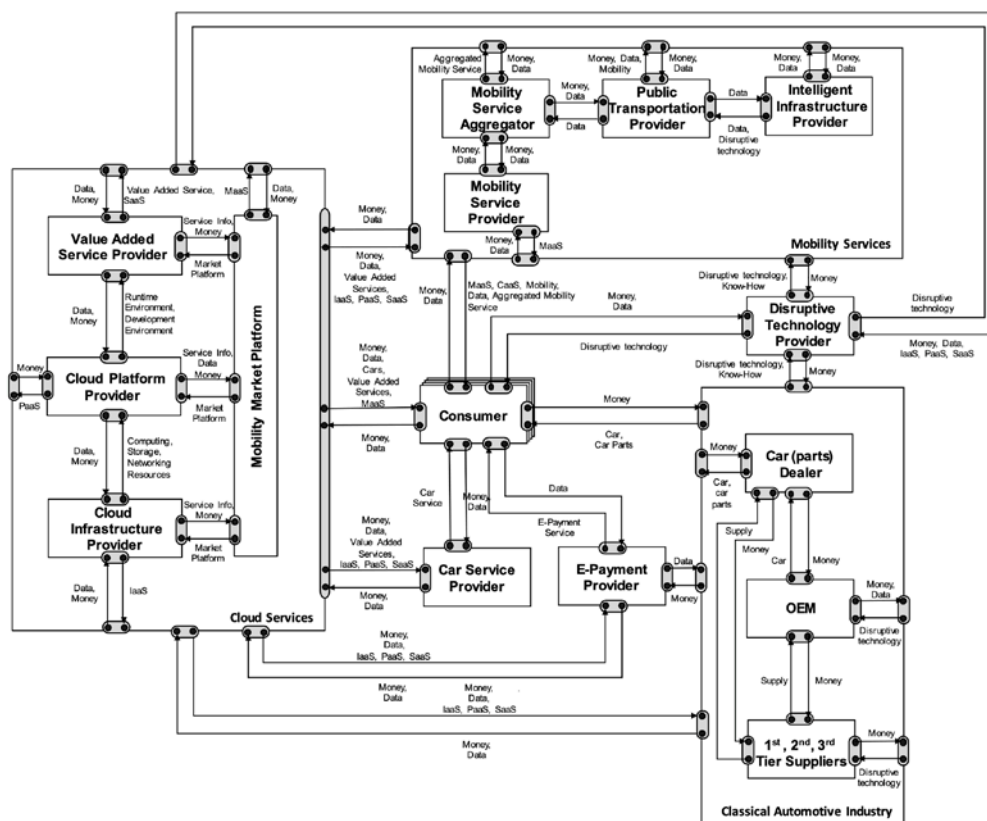 Aggregated
Mobility Service
Money,
Data
Money, Data,
Mobility
Money,
Data
Money,
Data
Money,
Data
Mobility
Service
Aggregator
Money,
Data
Data
Public
Transportation
Provider
Data
Data,
Disruptive
technology
Intelligent
Infrastructure
Provider
Money,
Data
Money,
Data
Mobility
Service
Provider
Money,
Data
MaaS
Mobility Services
Data,
Money
Value Added Service,
SaaS
MaaS
Data,
Money
Value Added
Service Provider
Service Info,
Money
Market
Platform
Data,
Money
Runtime
Environment,
Development
Environment
Money
PaaS
Cloud Platform
Provider
Service Info,
Data
Money
Market
Platform
Mobility Market Platform
Data,
Money
Computing,
Storage,
Networking
Resources
Cloud
Infrastructure
Provider
Service Info,
Money
Market
Platform
Data,
Money
IaaS
Cloud Services
Money,
Data
Money,
Data,
Value Added
Services,
IaaS, PaaS, SaaS
Money,
Data
MaaS, CaaS, Mobility,
Data, Aggregated Mobility
Service
Money,
Data
Disruptive technology
Disruptive technology,
Know-How
Money
Disruptive
Technology
Provider
Disruptive
technology
Money, Data,
IaaS, PaaS, SaaS
Disruptive technology,
Know-How
Money
Money,
Data,
Cars,
Value Added
Services,
MaaS
Money,
Data
Consumer
Money
Car,
Car Parts
Car
Service
Money,
Data
Data
E-Payment
Service
Money,
Data,
Value Added
Services,
IaaS, PaaS, SaaS
Money,
Data
Car Service
Provider
E-Payment
Provider
Data
Money
Money,
Data,
IaaS, PaaS, SaaS
Money,
Data
Money,
Data,
IaaS, PaaS, SaaS
Money,
Data
Money
Car,
car
parts
Car (parts)
Dealer
Supply
Money
Car
Money
OEM
Money,
Data
Disruptive
technology
Supply
Money
1st, 2nd, 3rd
Tier Suppliers
Money
Disruptive
technology
Classical Automotive Industry